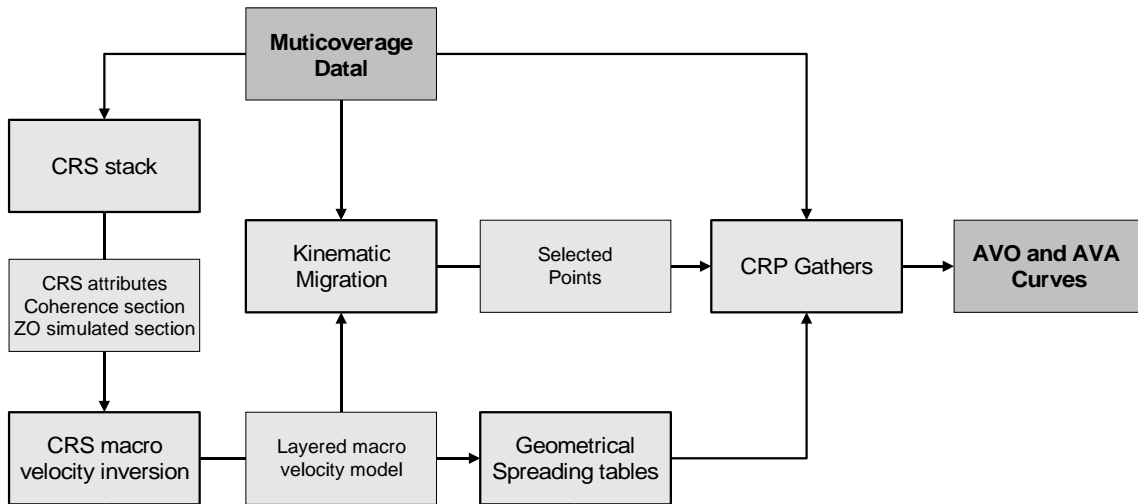 Muticoverage
Datal
CRS stack
CRS attributes
Coherence section
ZO simulated section
CRS macro
velocity inversion
Kinematic
Migration
Layered macro
velocity model
Selected
Points
Geometrical
Spreading tables
CRP Gathers
AVO and AVA
Curves